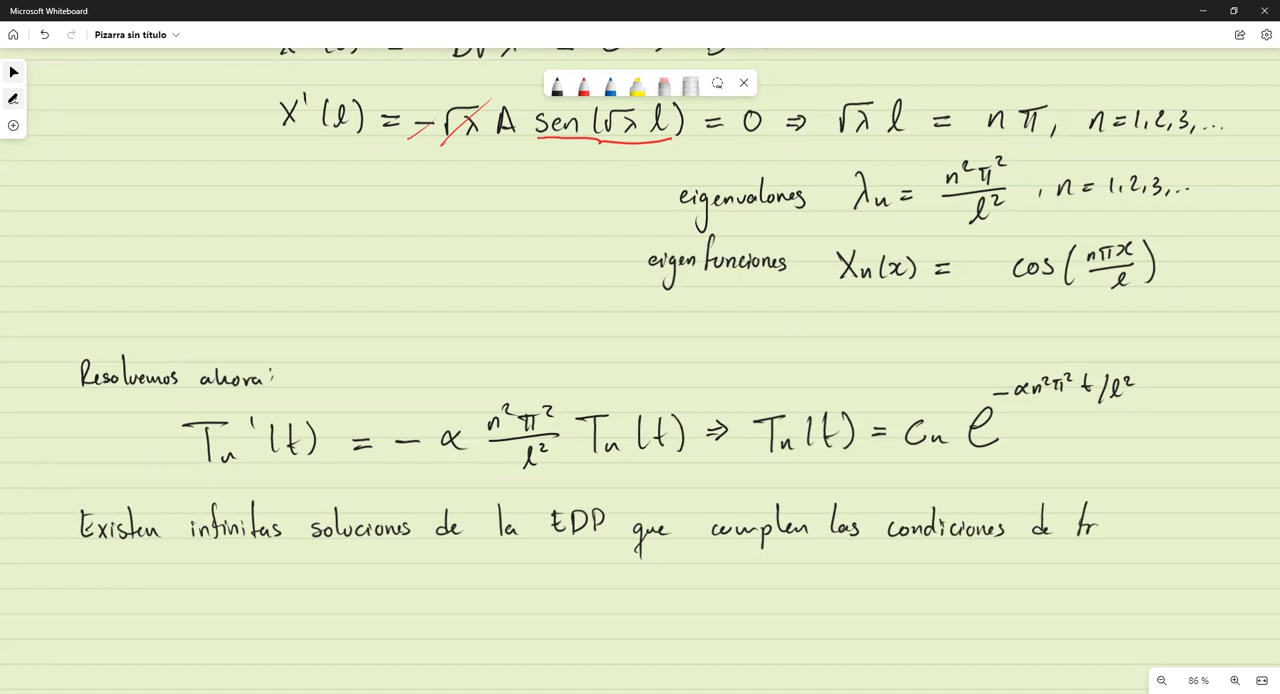 Microsoft Whiteboard
Pizarra sin título
X'(l) = -√λ A sen(√λ l) = 0 ⇒ √λ l = nπ, n=1,2,3,...
eigenvalores λn = n²π²/l² , n = 1,2,3,..
eigenfunciones Xn(x) = cos(nπx/l)
Resolvemos ahora:
Tn'(t) = -α n²π²/l² Tn(t) ⇒ Tn(t) = Cn e^(-αn²π² t/l²)
Existen infinitas soluciones de la EDP que cumplen las condiciones de fr
86 %